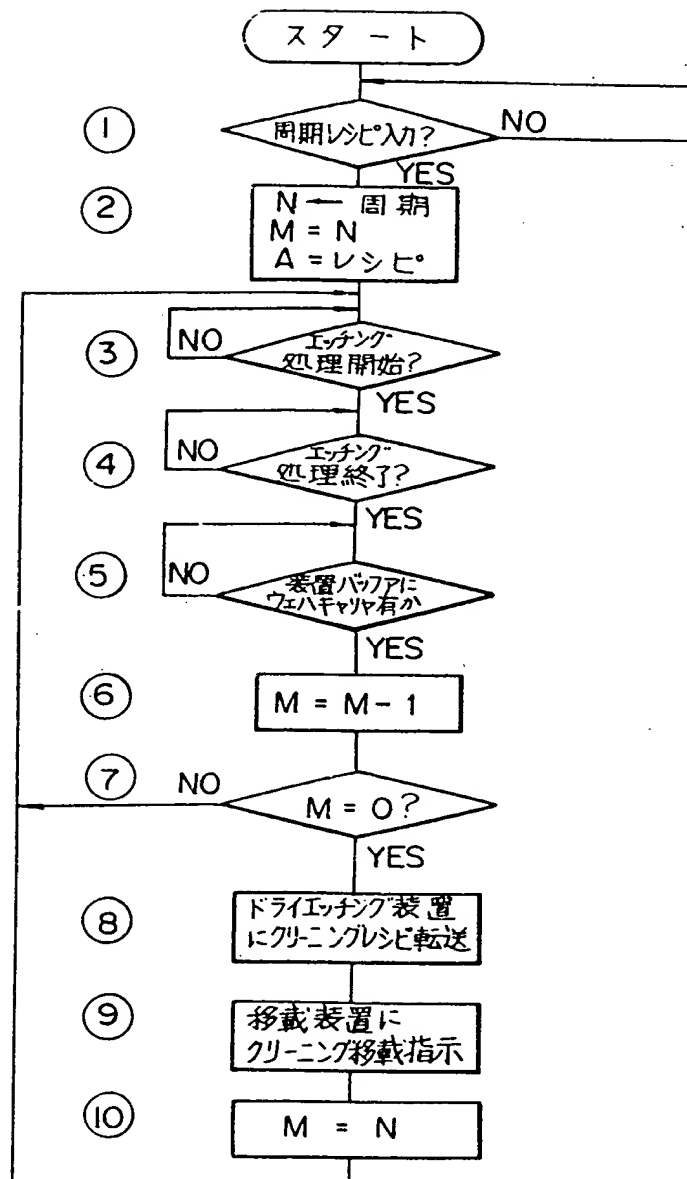 スタート
① 周期レシピ入力? NO
YES
② N ← 周期
M = N
A = レシピ
③ NO エッチング
処理開始?
YES
④ NO エッチング
処理終了?
YES
⑤ NO 装置バッファに
ウェハキャリヤ有か
YES
⑥ M = M - 1
⑦ NO M = 0?
YES
⑧ ドライエッチング装置
にクリーニングレシピ転送
⑨ 移載装置に
クリーニング移載指示
⑩ M = N